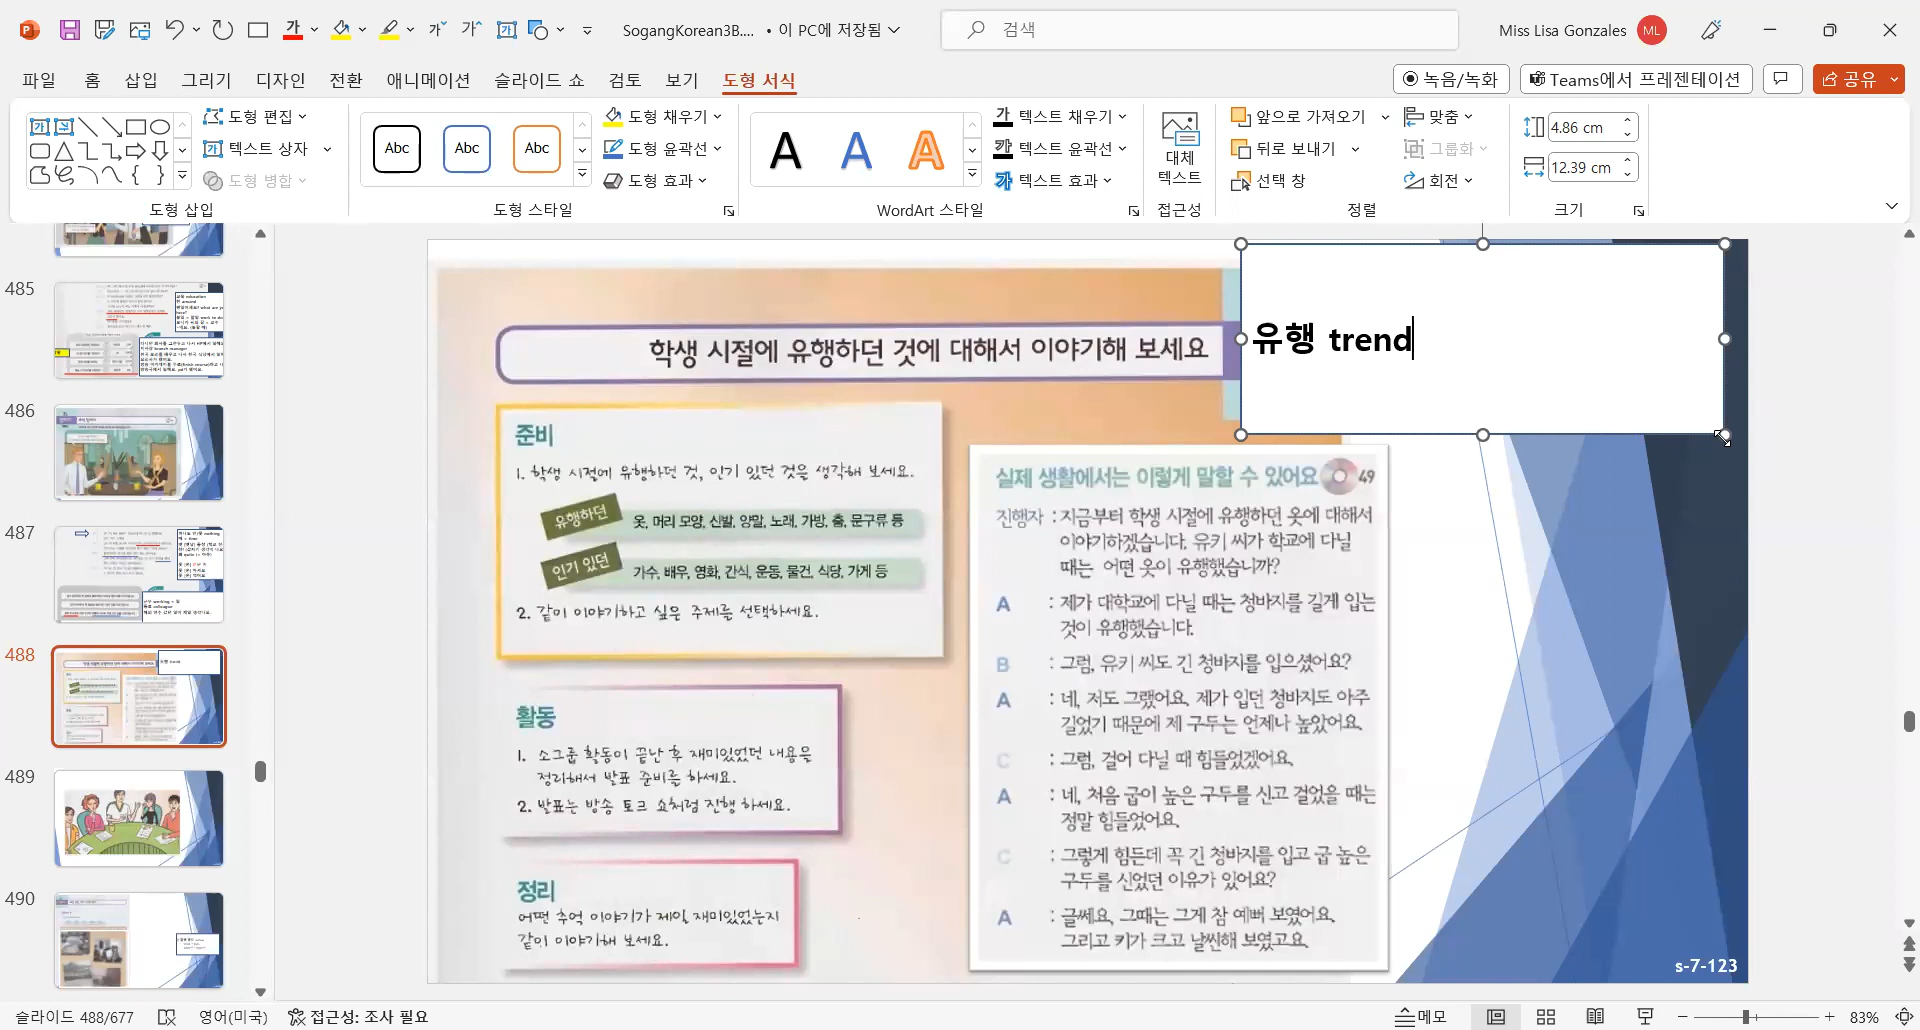 SogangKorean3B.... • 이 PC에 저장됨
검색
Miss Lisa Gonzales ML
파일 홈 삽입 그리기 디자인 전환 애니메이션 슬라이드 쇼 검토 보기 도형 서식
녹음/녹화 Teams에서 프레젠테이션 공유
도형 편집
텍스트 상자
도형 병합
도형 삽입
Abc Abc Abc
도형 채우기
도형 윤곽선
도형 효과
도형 스타일
A A A
텍스트 채우기
텍스트 윤곽선
텍스트 효과
WordArt 스타일
대체
텍스트
접근성
앞으로 가져오기
뒤로 보내기
선택 창
맞춤
그룹화
회전
정렬
4.86 cm
12.39 cm
크기
485
486
487
488
489
490
학생 시절에 유행하던 것에 대해서 이야기해 보세요
유행 trend
준비
1. 학생 시절에 유행하던 것, 인기 있던 것을 생각해 보세요.
유행하던 옷, 머리 모양, 신발, 양말, 노래, 가방, 춤, 문구류 등
인기 있던 가수, 배우, 영화, 간식, 운동, 물건, 식당, 가게 등
2. 같이 이야기하고 싶은 주제를 선택하세요.
활동
1. 소그룹 활동이 끝난 후 재미있었던 내용을
정리해서 발표 준비를 하세요.
2. 발표는 방송 토크 쇼처럼 진행 하세요.
정리
어떤 추억 이야기가 제일 재미있었는지
같이 이야기해 보세요.
실제 생활에서는 이렇게 말할 수 있어요 49
진행자 : 지금부터 학생 시절에 유행하던 옷에 대해서
이야기하겠습니다. 유키 씨가 학교에 다닐
때는 어떤 옷이 유행했습니까?
A : 제가 대학교에 다닐 때는 청바지를 길게 입는
것이 유행했습니다.
B : 그럼, 유키 씨도 긴 청바지를 입으셨어요?
A : 네, 저도 그랬어요. 제가 입던 청바지도 아주
길었기 때문에 제 구두는 언제나 높았어요.
C : 그럼, 걸어 다닐 때 힘들었겠어요.
A : 네, 처음 굽이 높은 구두를 신고 걸었을 때는
정말 힘들었어요.
C : 그렇게 힘든데 꼭 긴 청바지를 입고 굽 높은
구두를 신었던 이유가 있어요?
A : 글쎄요, 그때는 그게 참 예뻐 보였어요.
그리고 키가 크고 날씬해 보였고요.
s-7-123
슬라이드 488/677 영어(미국) 접근성: 조사 필요
메모 83%